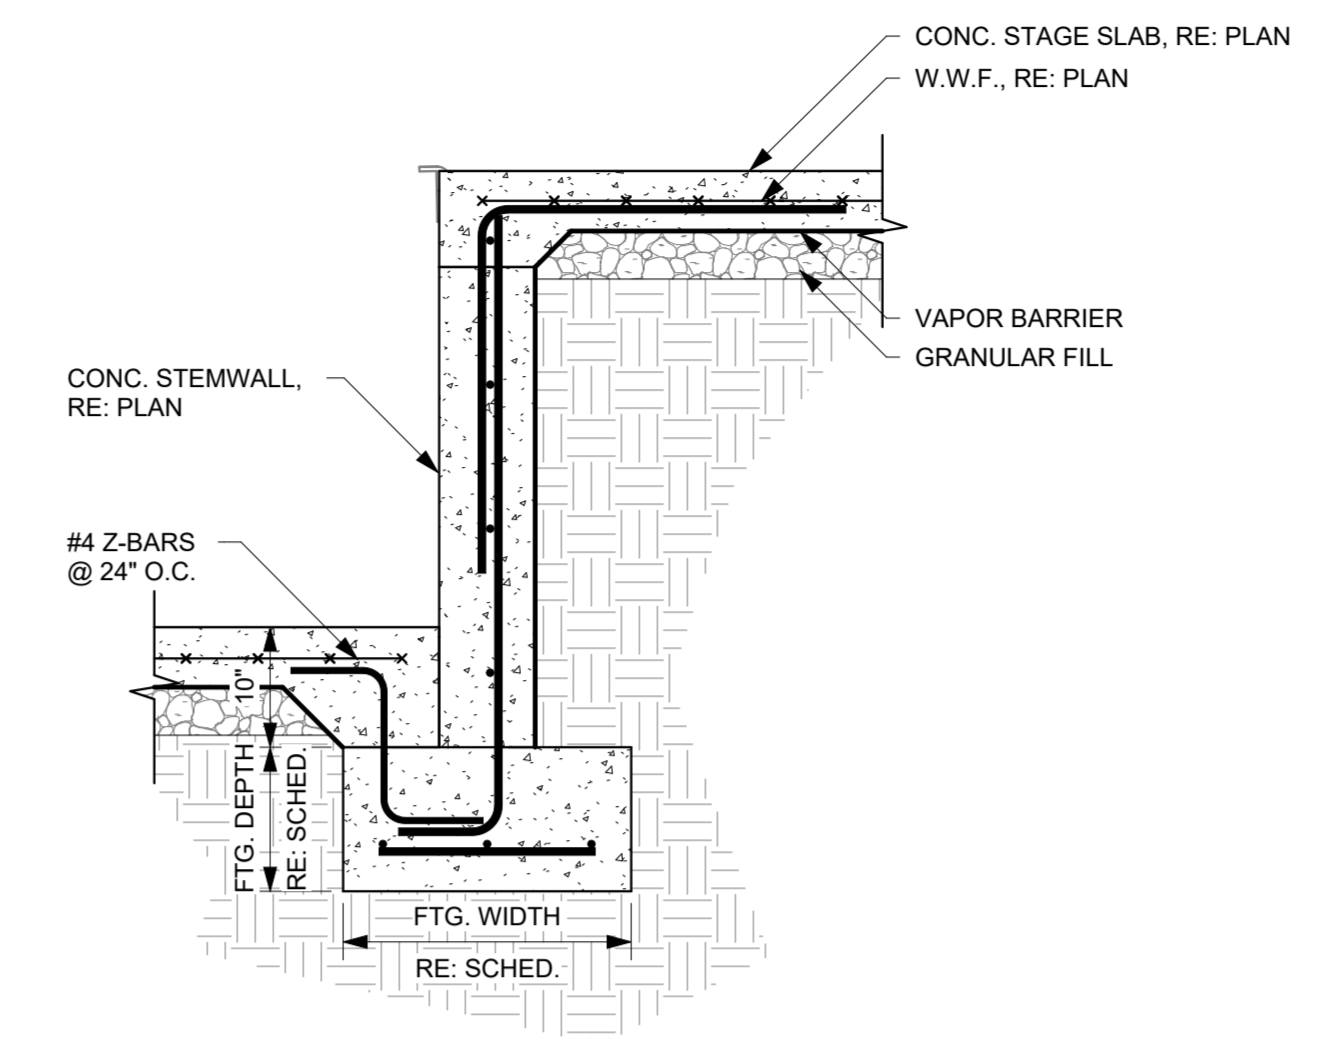 CONC. STAGE SLAB, RE: PLAN
W.W.F., RE: PLAN
VAPOR BARRIER
GRANULAR FILL
CONC. STEMWALL,
RE: PLAN
#4 Z-BARS
@ 24" O.C.
10"
FTG. DEPTH
RE: SCHED.
FTG. WIDTH
RE: SCHED.